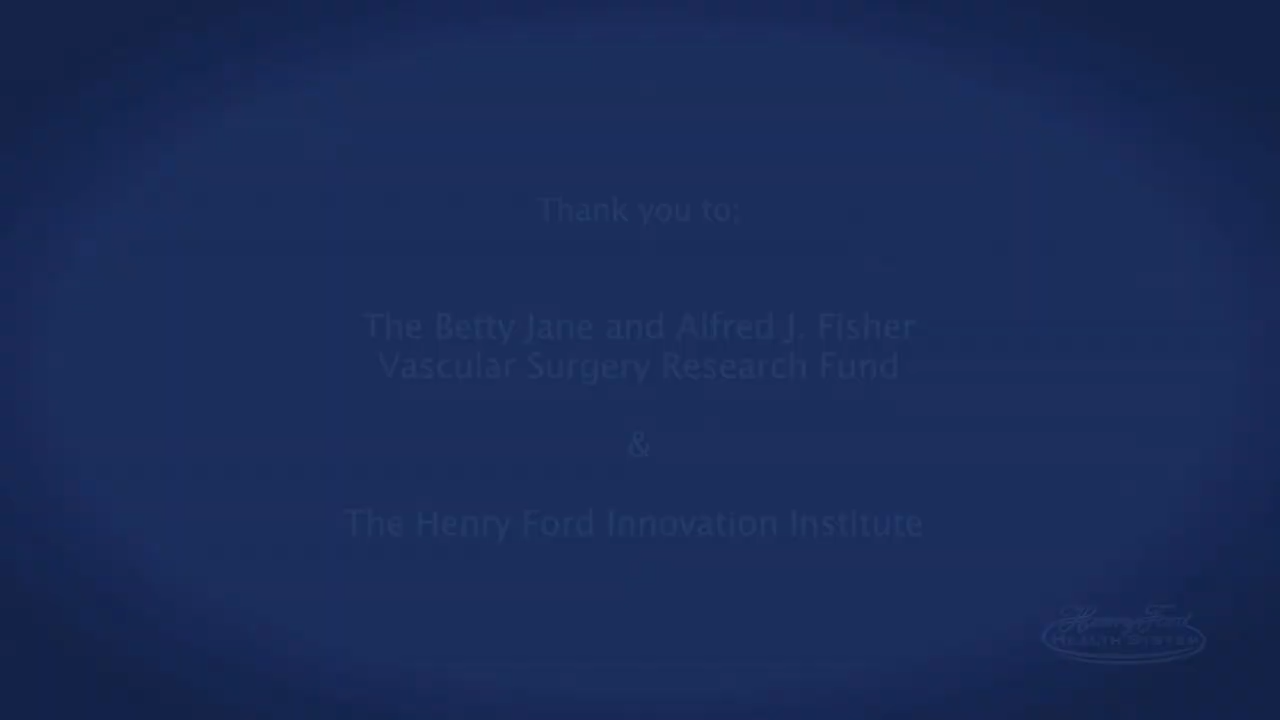 Thank you to:
The Betty Jane and Alfred J. Fisher
Vascular Surgery Research Fund
&
The Henry Ford Innovation Institute
Henry Ford
HEALTH SYSTEM